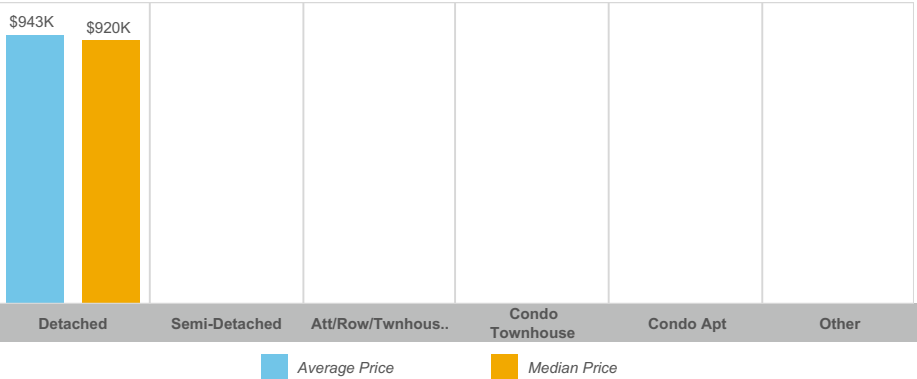 $943K
$920K
Detached
Semi-Detached
Att/Row/Twnhous..
Condo
Townhouse
Condo Apt
Other
Average Price
Median Price